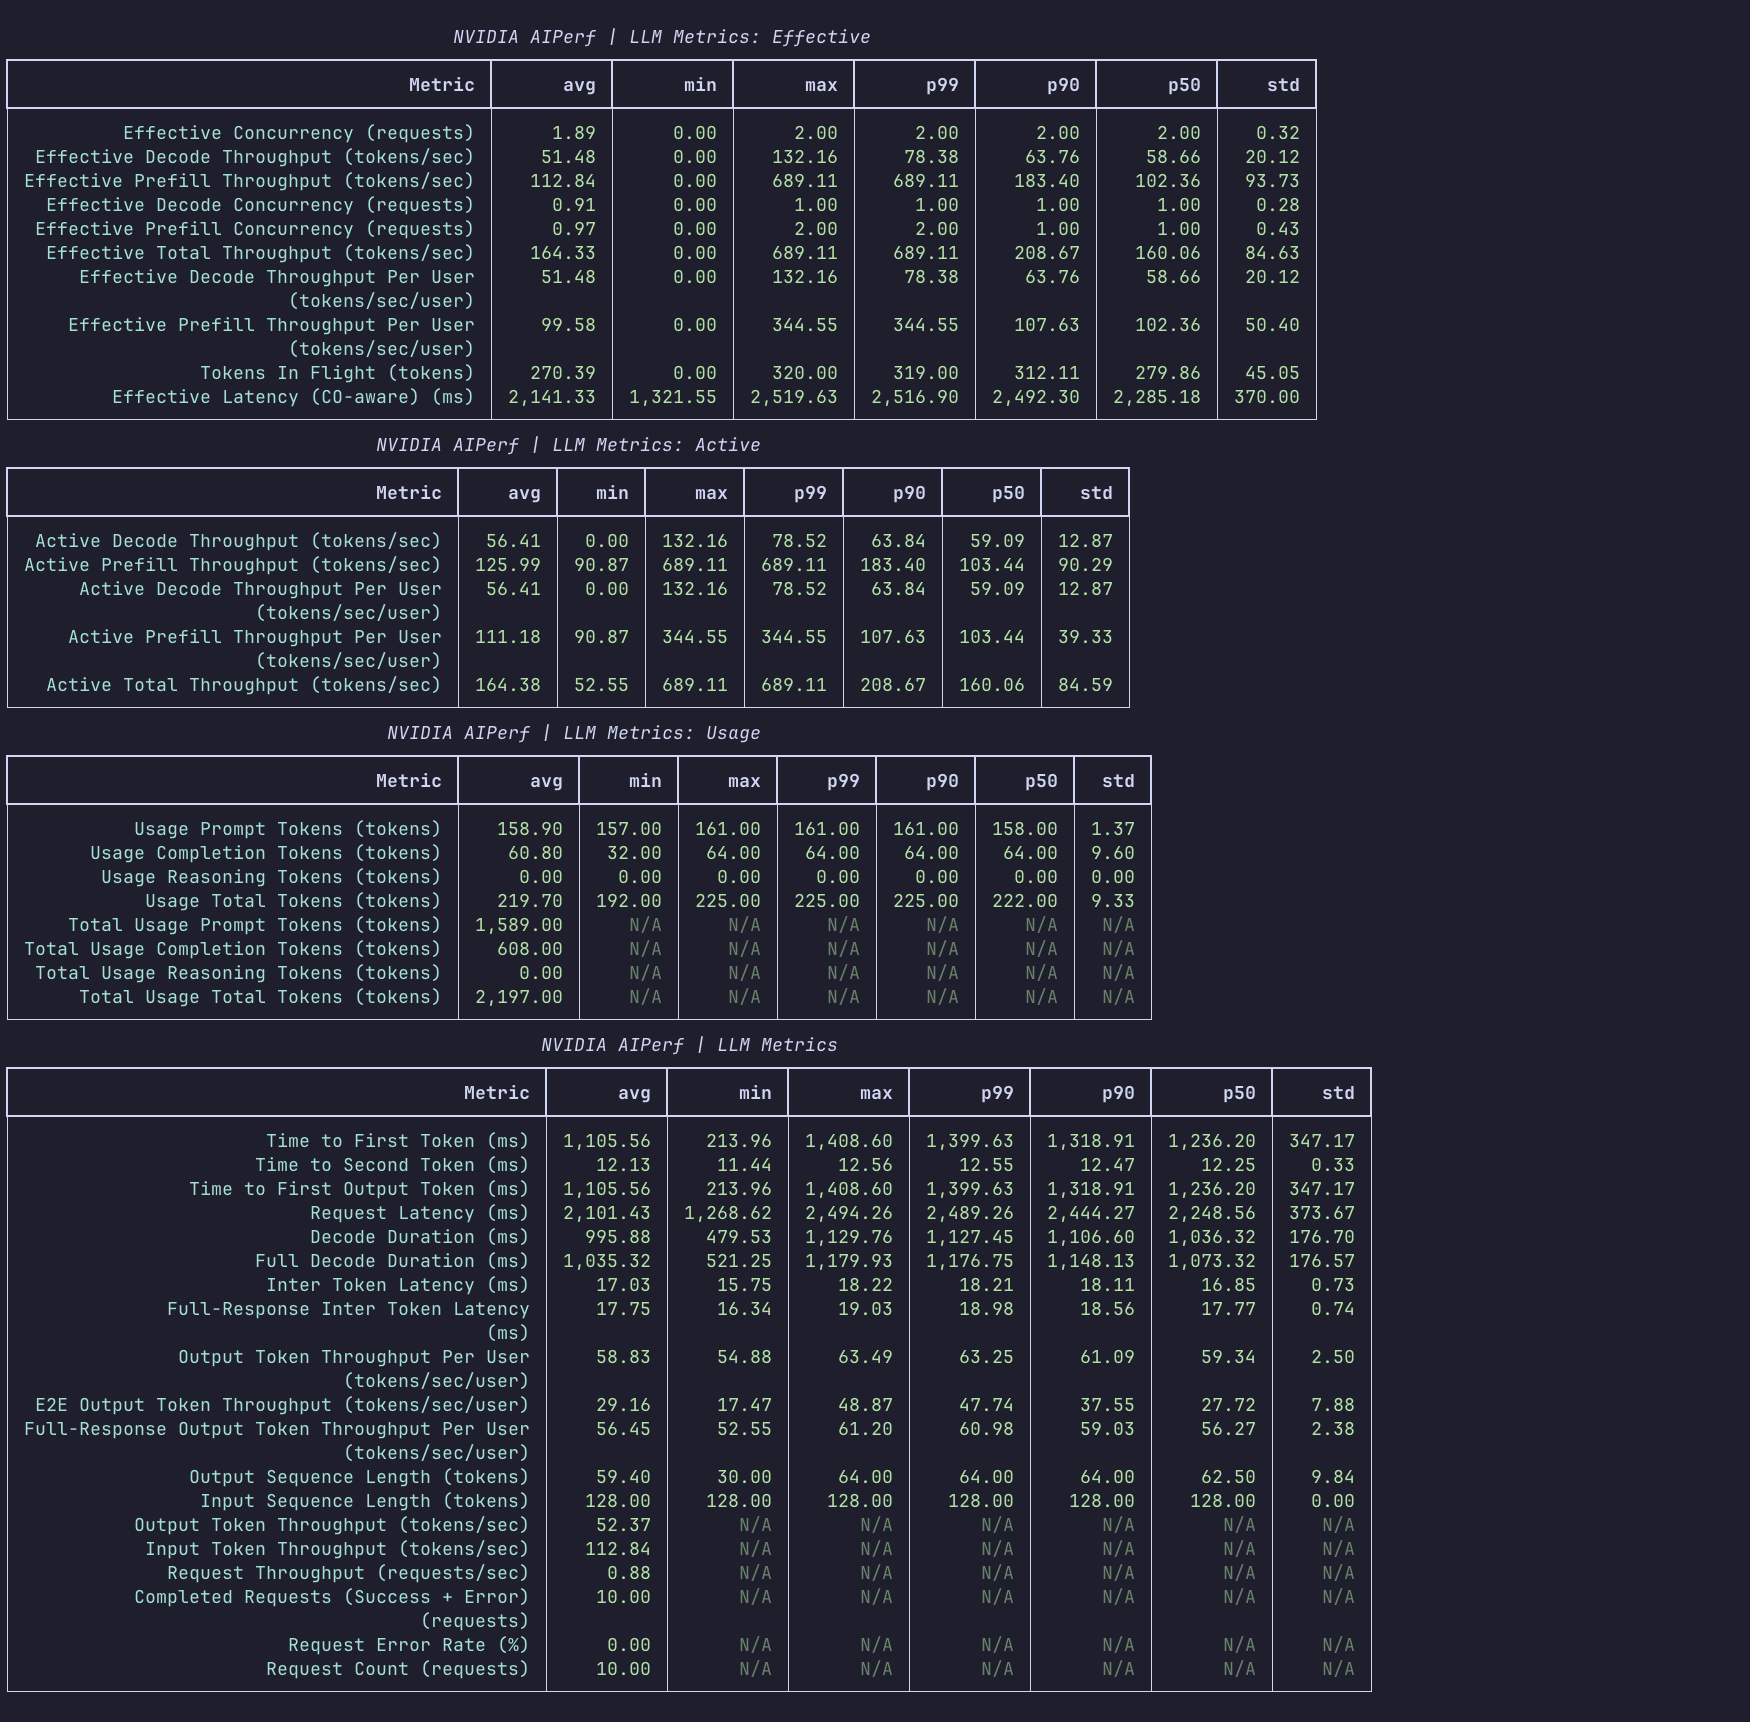 NVIDIA AIPerf | LLM Metrics: Effective
Metric avg min max p99 p90 p50 std
Effective Concurrency (requests) 1.89 0.00 2.00 2.00 2.00 2.00 0.32
Effective Decode Throughput (tokens/sec) 51.48 0.00 132.16 78.38 63.76 58.66 20.12
Effective Prefill Throughput (tokens/sec) 112.84 0.00 689.11 689.11 183.40 102.36 93.73
Effective Decode Concurrency (requests) 0.91 0.00 1.00 1.00 1.00 1.00 0.28
Effective Prefill Concurrency (requests) 0.97 0.00 2.00 2.00 1.00 1.00 0.43
Effective Total Throughput (tokens/sec) 164.33 0.00 689.11 689.11 208.67 160.06 84.63
Effective Decode Throughput Per User 51.48 0.00 132.16 78.38 63.76 58.66 20.12
(tokens/sec/user)
Effective Prefill Throughput Per User 99.58 0.00 344.55 344.55 107.63 102.36 50.40
(tokens/sec/user)
Tokens In Flight (tokens) 270.39 0.00 320.00 319.00 312.11 279.86 45.05
Effective Latency (CO-aware) (ms) 2,141.33 1,321.55 2,519.63 2,516.90 2,492.30 2,285.18 370.00
NVIDIA AIPerf | LLM Metrics: Active
Metric avg min max p99 p90 p50 std
Active Decode Throughput (tokens/sec) 56.41 0.00 132.16 78.52 63.84 59.09 12.87
Active Prefill Throughput (tokens/sec) 125.99 90.87 689.11 689.11 183.40 103.44 90.29
Active Decode Throughput Per User 56.41 0.00 132.16 78.52 63.84 59.09 12.87
(tokens/sec/user)
Active Prefill Throughput Per User 111.18 90.87 344.55 344.55 107.63 103.44 39.33
(tokens/sec/user)
Active Total Throughput (tokens/sec) 164.38 52.55 689.11 689.11 208.67 160.06 84.59
NVIDIA AIPerf | LLM Metrics: Usage
Metric avg min max p99 p90 p50 std
Usage Prompt Tokens (tokens) 158.90 157.00 161.00 161.00 161.00 158.00 1.37
Usage Completion Tokens (tokens) 60.80 32.00 64.00 64.00 64.00 64.00 9.60
Usage Reasoning Tokens (tokens) 0.00 0.00 0.00 0.00 0.00 0.00 0.00
Usage Total Tokens (tokens) 219.70 192.00 225.00 225.00 225.00 222.00 9.33
Total Usage Prompt Tokens (tokens) 1,589.00 N/A N/A N/A N/A N/A N/A
Total Usage Completion Tokens (tokens) 608.00 N/A N/A N/A N/A N/A N/A
Total Usage Reasoning Tokens (tokens) 0.00 N/A N/A N/A N/A N/A N/A
Total Usage Total Tokens (tokens) 2,197.00 N/A N/A N/A N/A N/A N/A
NVIDIA AIPerf | LLM Metrics
Metric avg min max p99 p90 p50 std
Time to First Token (ms) 1,105.56 213.96 1,408.60 1,399.63 1,318.91 1,236.20 347.17
Time to Second Token (ms) 12.13 11.44 12.56 12.55 12.47 12.25 0.33
Time to First Output Token (ms) 1,105.56 213.96 1,408.60 1,399.63 1,318.91 1,236.20 347.17
Request Latency (ms) 2,101.43 1,268.62 2,494.26 2,489.26 2,444.27 2,248.56 373.67
Decode Duration (ms) 995.88 479.53 1,129.76 1,127.45 1,106.60 1,036.32 176.70
Full Decode Duration (ms) 1,035.32 521.25 1,179.93 1,176.75 1,148.13 1,073.32 176.57
Inter Token Latency (ms) 17.03 15.75 18.22 18.21 18.11 16.85 0.73
Full-Response Inter Token Latency 17.75 16.34 19.03 18.98 18.56 17.77 0.74
(ms)
Output Token Throughput Per User 58.83 54.88 63.49 63.25 61.09 59.34 2.50
(tokens/sec/user)
E2E Output Token Throughput (tokens/sec/user) 29.16 17.47 48.87 47.74 37.55 27.72 7.88
Full-Response Output Token Throughput Per User 56.45 52.55 61.20 60.98 59.03 56.27 2.38
(tokens/sec/user)
Output Sequence Length (tokens) 59.40 30.00 64.00 64.00 64.00 62.50 9.84
Input Sequence Length (tokens) 128.00 128.00 128.00 128.00 128.00 128.00 0.00
Output Token Throughput (tokens/sec) 52.37 N/A N/A N/A N/A N/A N/A
Input Token Throughput (tokens/sec) 112.84 N/A N/A N/A N/A N/A N/A
Request Throughput (requests/sec) 0.88 N/A N/A N/A N/A N/A N/A
Completed Requests (Success + Error) 10.00 N/A N/A N/A N/A N/A N/A
(requests)
Request Error Rate (%) 0.00 N/A N/A N/A N/A N/A N/A
Request Count (requests) 10.00 N/A N/A N/A N/A N/A N/A